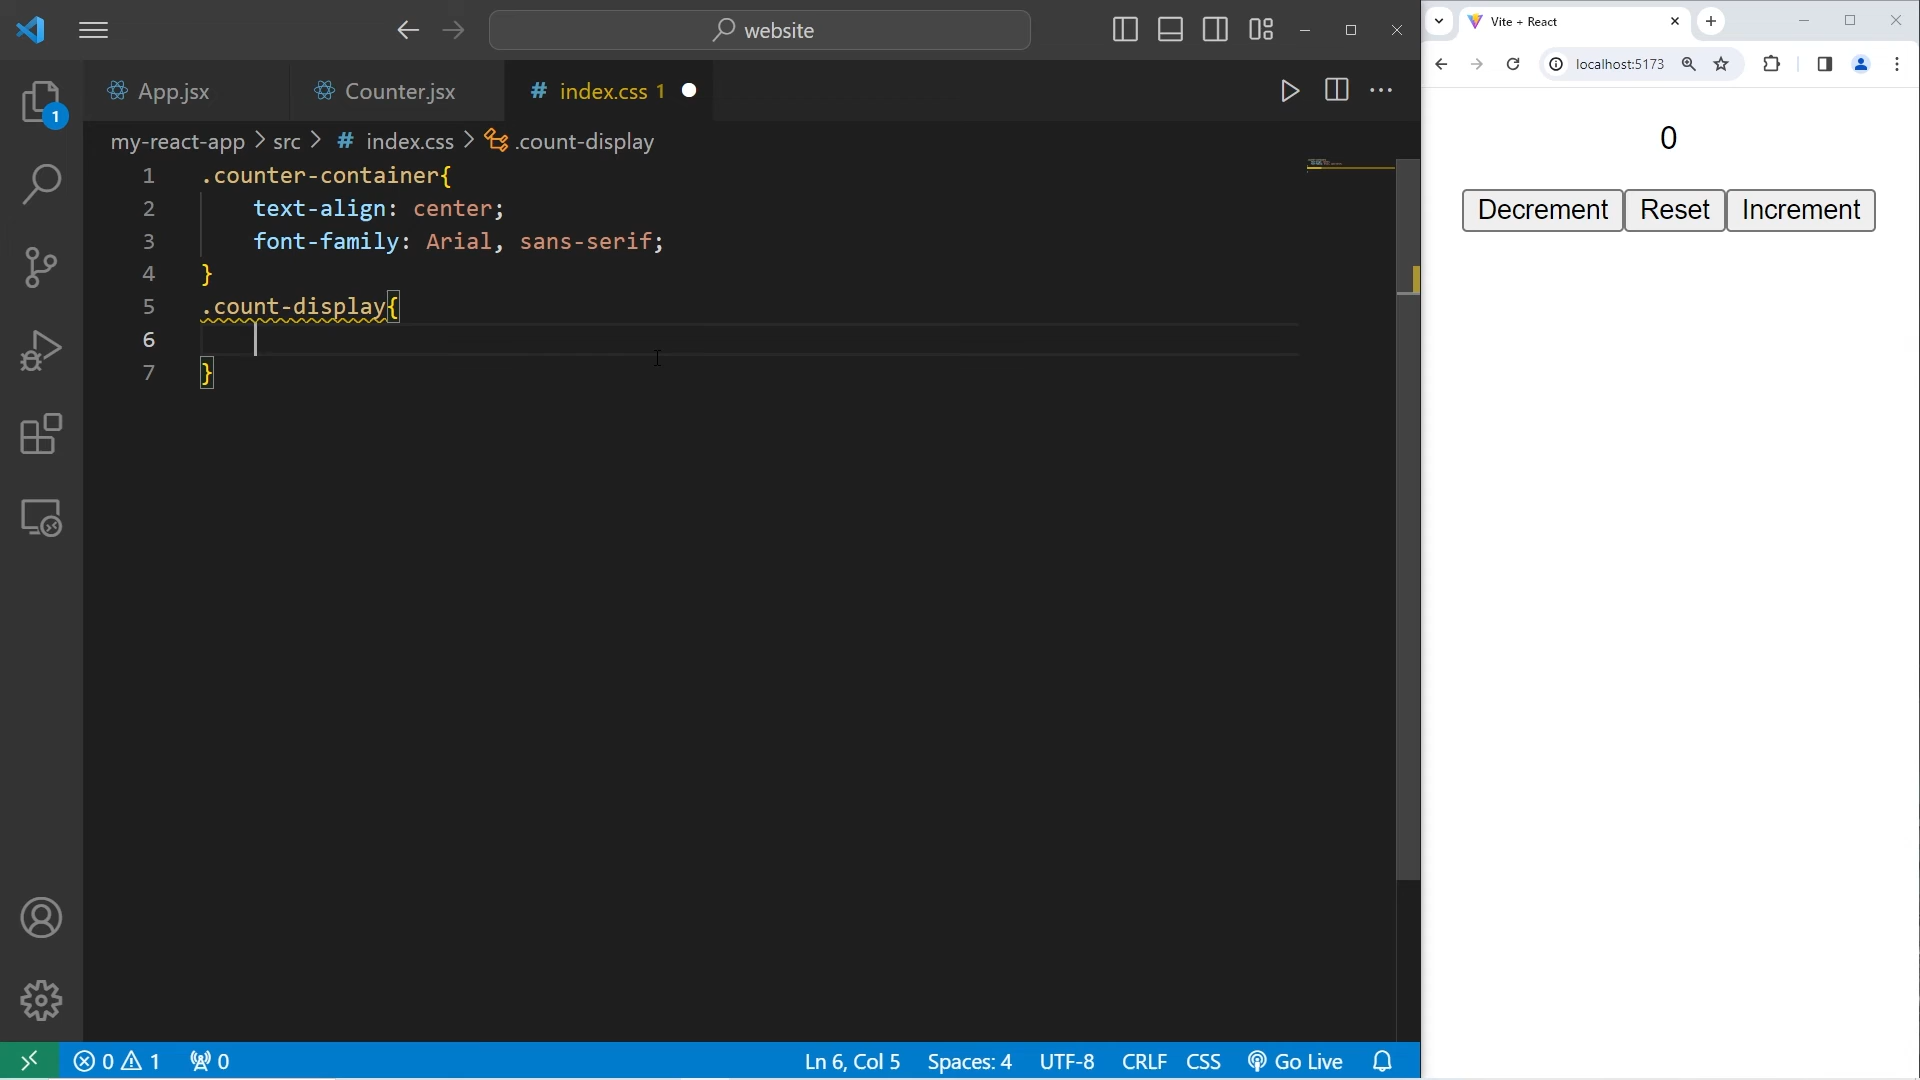 website
Vite + React
localhost:5173
App.jsx
Counter.jsx
# index.css 1
1
my-react-app > src > # index.css > .count-display
1 .counter-container{
2 text-align: center;
3 font-family: Arial, sans-serif;
4 }
5 .count-display{
6
7 }
0
Decrement Reset Increment
0 1 0 Ln 6, Col 5 Spaces: 4 UTF-8 CRLF CSS Go Live